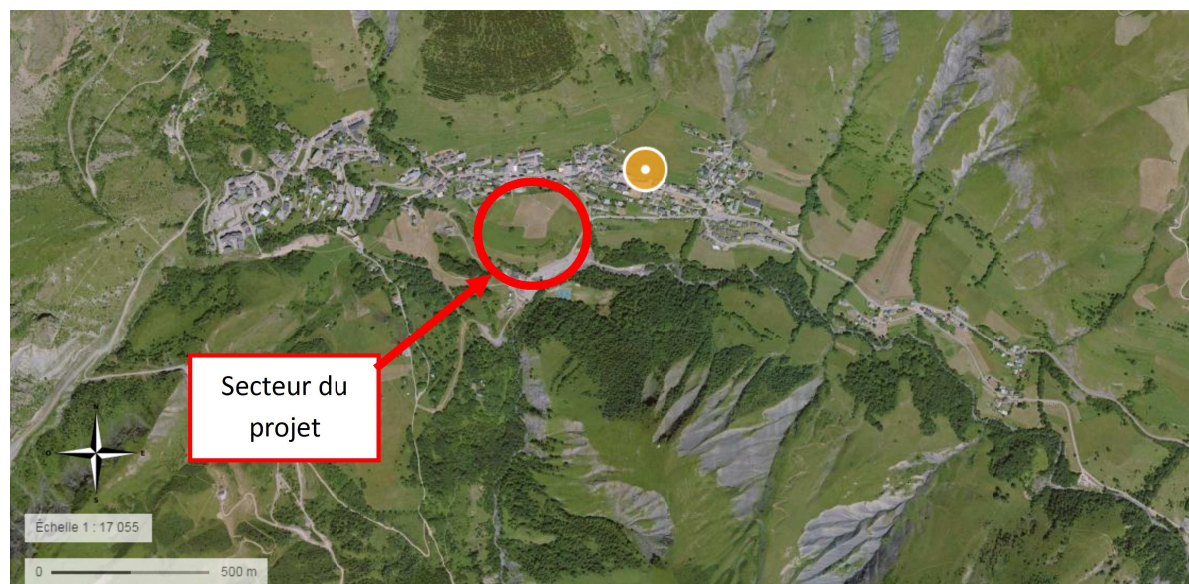 Secteur du
projet
N
O
E
S
Échelle 1 : 17 055
0 500 m